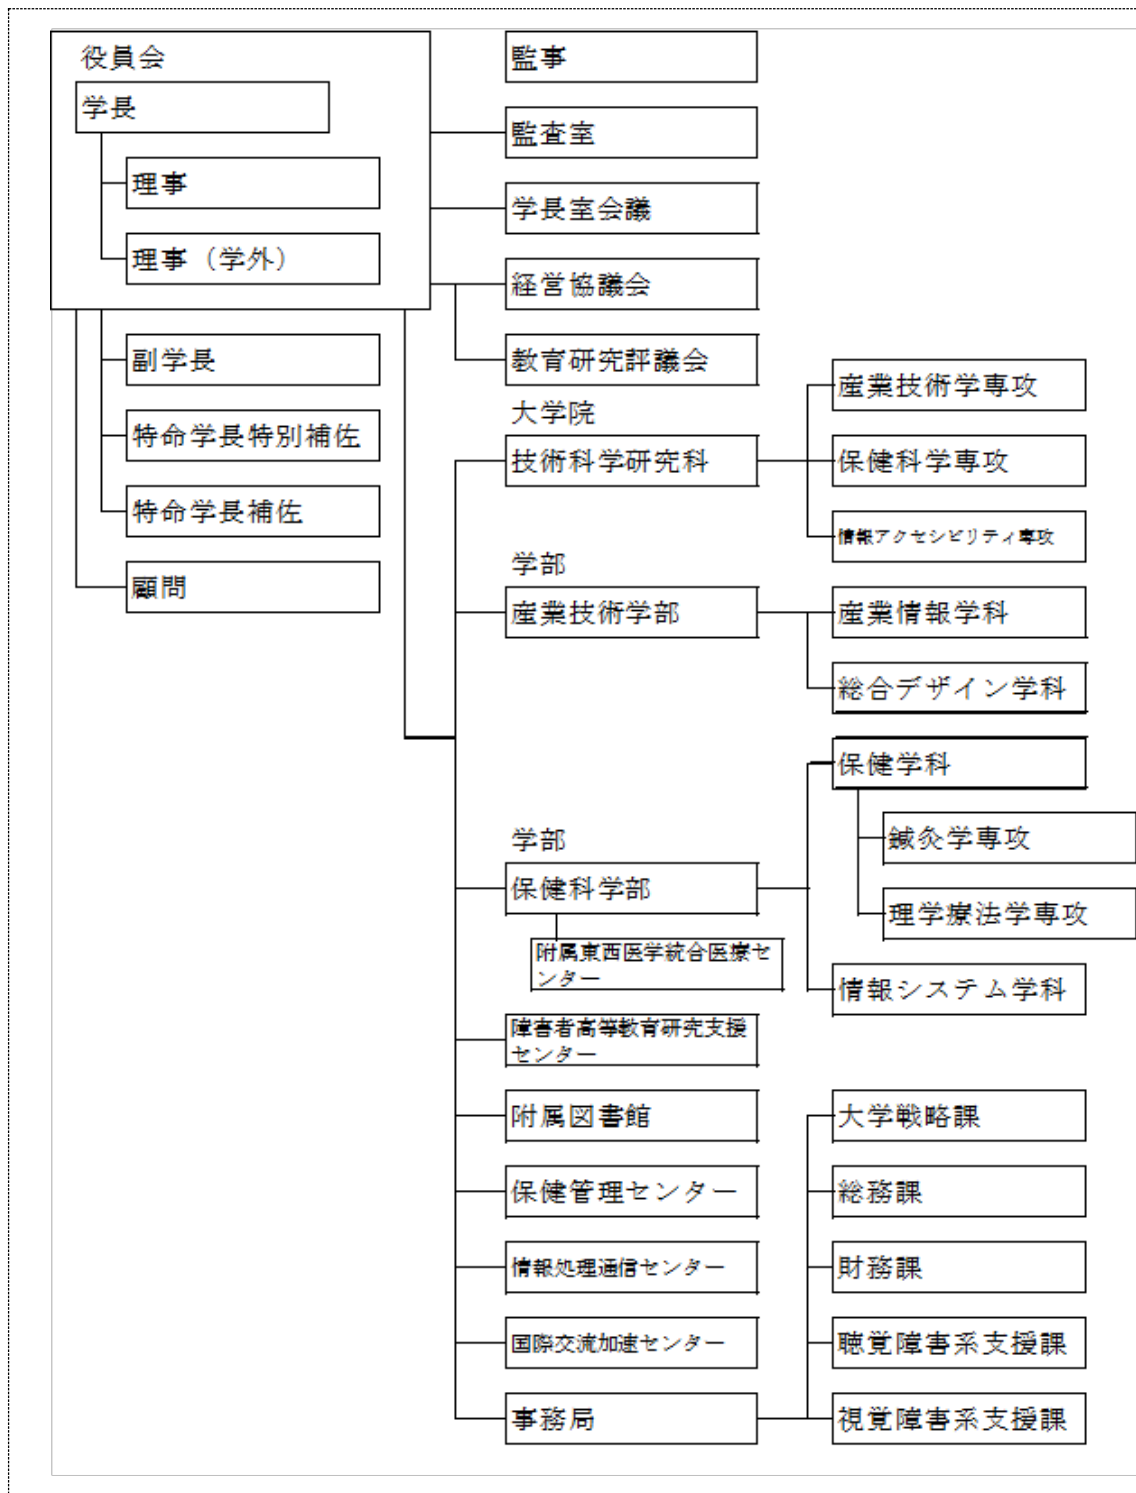 役員会
学長
理事
理事（学外）
副学長
特命学長特別補佐
特命学長補佐
顧問
監事
監査室
学長室会議
経営協議会
教育研究評議会
大学院
技術科学研究科
産業技術学専攻
保健科学専攻
情報アクセシビリティ専攻
学部
産業技術学部
産業情報学科
総合デザイン学科
学部
保健科学部
附属東西医学統合医療セ
ンター
保健学科
鍼灸学専攻
理学療法学専攻
情報システム学科
障害者高等教育研究支援
センター
附属図書館
保健管理センター
情報処理通信センター
国際交流加速センター
事務局
大学戦略課
総務課
財務課
聴覚障害系支援課
視覚障害系支援課